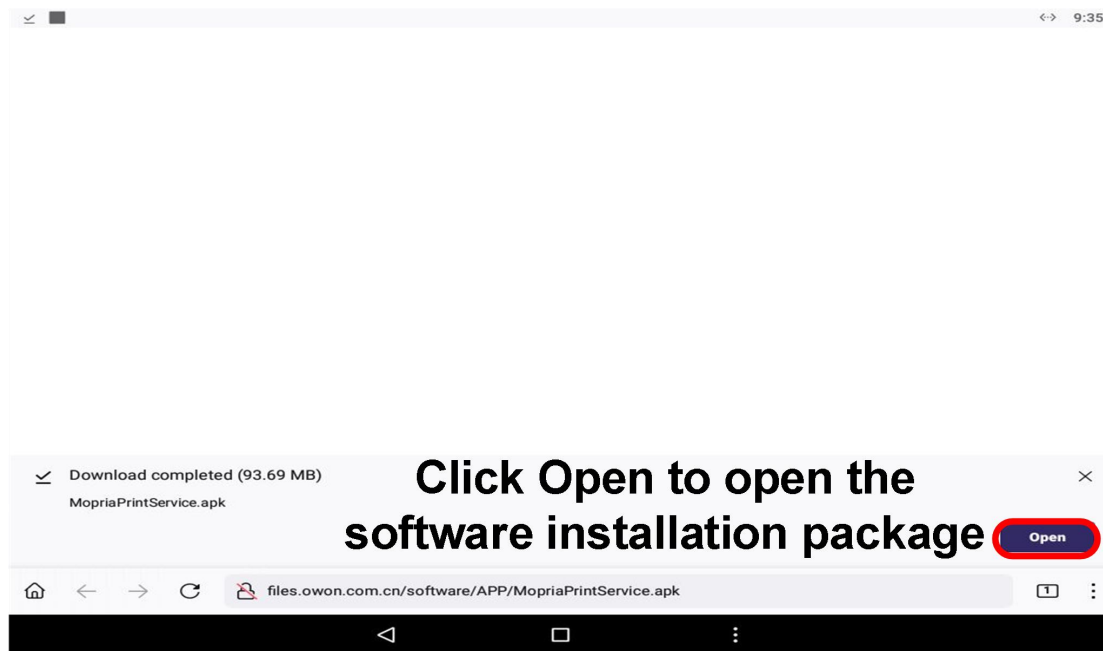 9:35
Download completed (93.69 MB)
MopriaPrintService.apk
Click Open to open the
software installation package
Open
files.owon.com.cn/software/APP/MopriaPrintService.apk
1